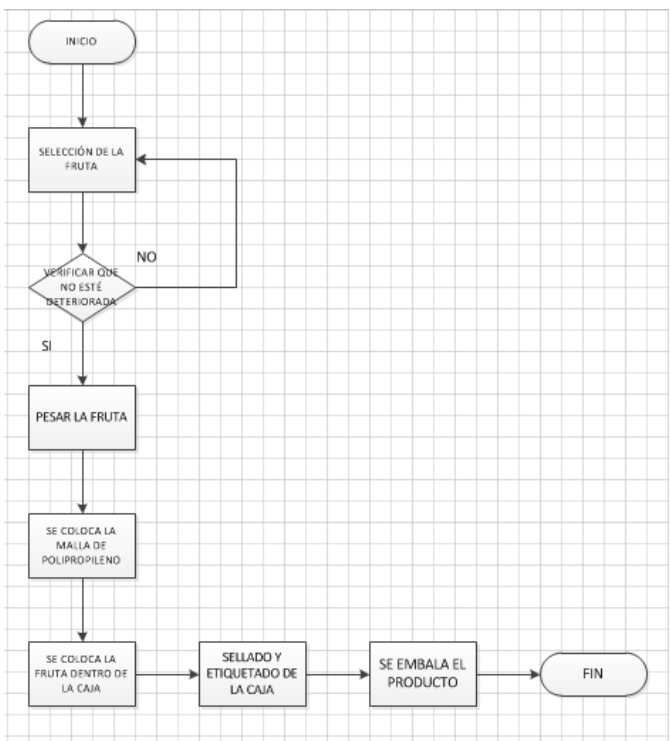 INICIO
SELECCIÓN DE LA
FRUTA
NO
VERIFICAR QUE
NO ESTÉ
DETERIORADA
SI
PESAR LA FRUTA
SE COLOCA LA
MALLA DE
POLIPROPILENO
SE COLOCA LA
FRUTA DENTRO DE
LA CAJA
SELLADO Y
ETIQUETADO DE
LA CAJA
SE EMBALA EL
PRODUCTO
FIN